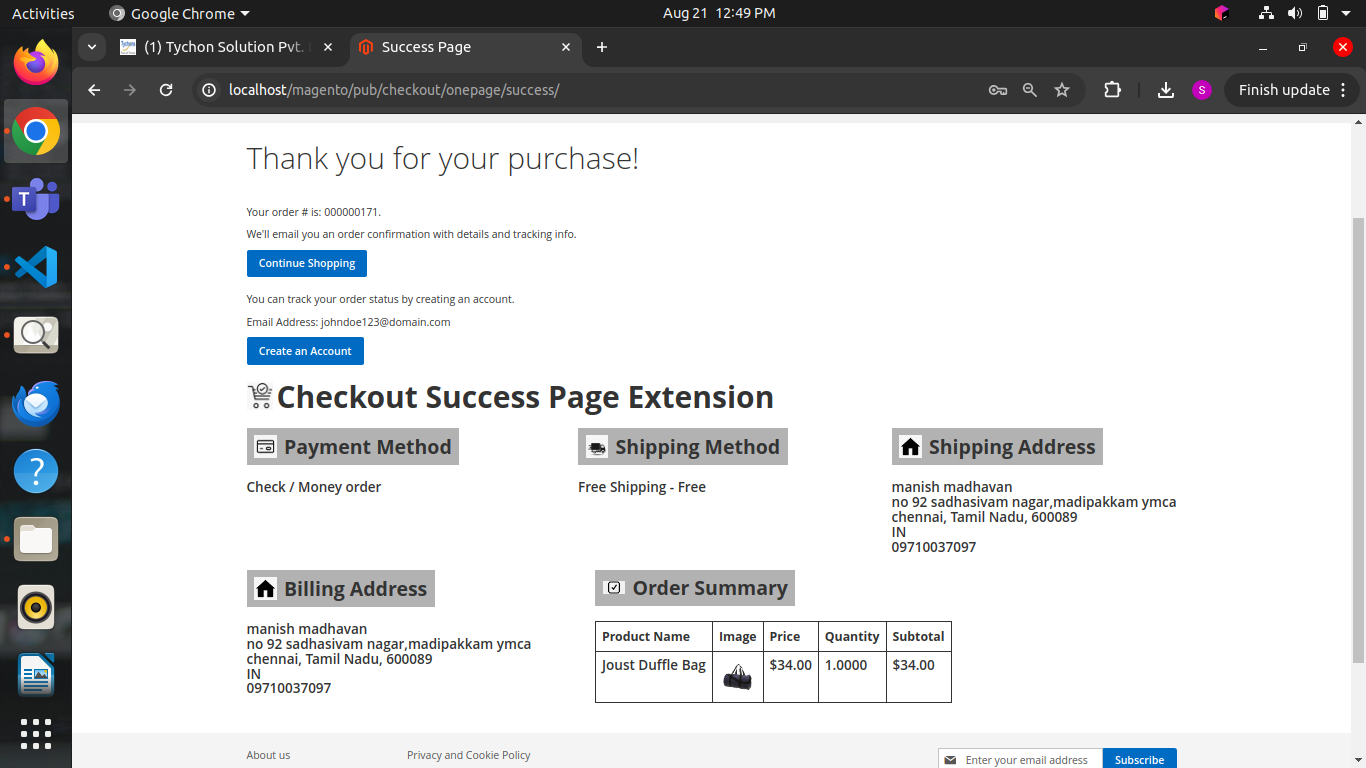 Activities
Google Chrome
Aug 21 12:49 PM
(1) Tychon Solution Pvt.
Success Page
localhost/magento/pub/checkout/onepage/success/
S
Finish update
Thank you for your purchase!
Your order # is: 000000171.
We'll email you an order confirmation with details and tracking info.
Continue Shopping
You can track your order status by creating an account.
Email Address: johndoe123@domain.com
Create an Account
Checkout Success Page Extension
Payment Method
Check / Money order
Shipping Method
Free Shipping - Free
Shipping Address
manish madhavan
no 92 sadhasivam nagar,madipakkam ymca
chennai, Tamil Nadu, 600089
IN
09710037097
Billing Address
manish madhavan
no 92 sadhasivam nagar,madipakkam ymca
chennai, Tamil Nadu, 600089
IN
09710037097
Order Summary
Product Name Image Price Quantity Subtotal
Joust Duffle Bag $34.00 1.0000 $34.00
About us
Privacy and Cookie Policy
Enter your email address
Subscribe